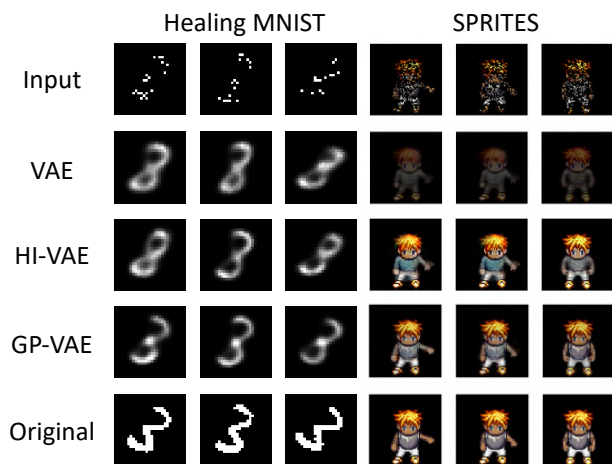 Healing MNIST SPRITES
Input
VAE
HI-VAE
GP-VAE
Original